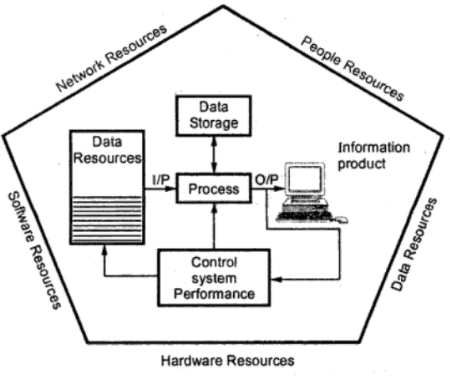 Network Resources
People Resources
Data
Storage
Data
Resources
Information
product
I/P
Process
O/P
Software Resources
Data Resources
Control
system
Performance
Hardware Resources